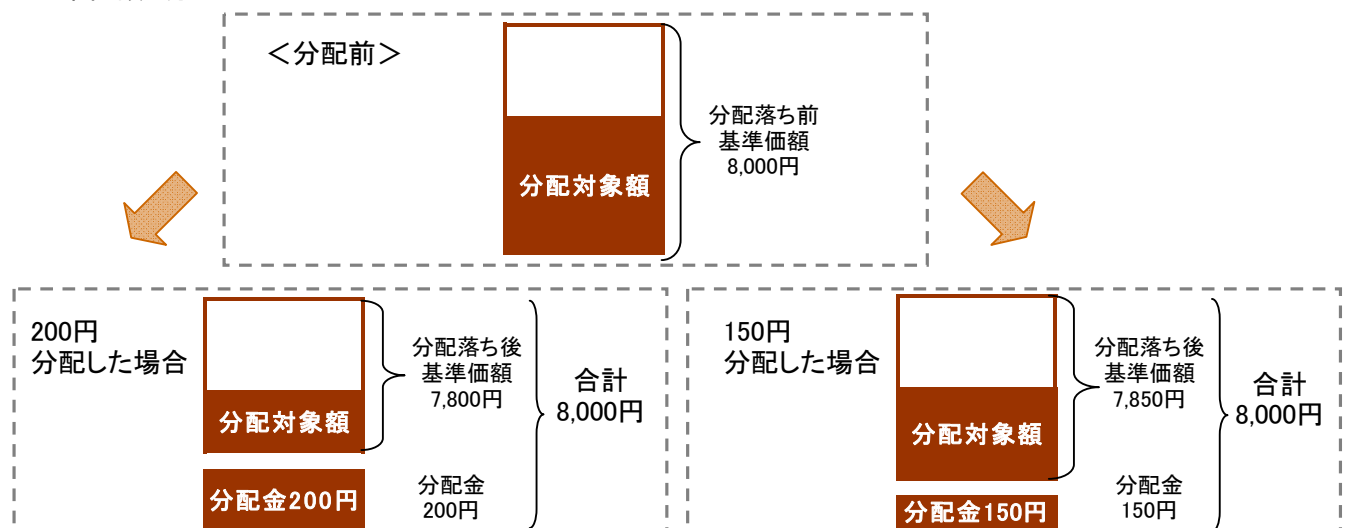 ＜分配前＞
分配対象額
分配落ち前
基準価額
8,000円
200円
分配した場合
分配対象額
分配金200円
分配落ち後
基準価額
7,800円
分配金
200円
合計
8,000円
150円
分配した場合
分配対象額
分配金150円
分配落ち後
基準価額
7,850円
分配金
150円
合計
8,000円